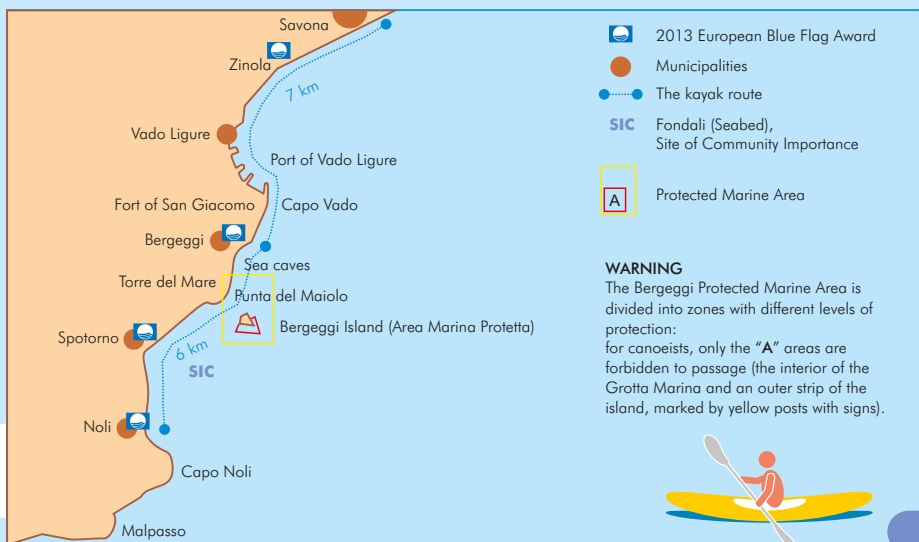 Savona
Zinola
7 km
Vado Ligure
Port of Vado Ligure
Fort of San Giacomo
Capo Vado
Bergeggi
Sea caves
Torre del Mare
Punta del Maiolo
Bergeggi Island (Area Marina Protetta)
Spotorno
6 km
SIC
Noli
Capo Noli
Malpasso
2013 European Blue Flag Award
Municipalities
The kayak route
SIC Fondali (Seabed),
Site of Community Importance
A Protected Marine Area
WARNING
The Bergeggi Protected Marine Area is
divided into zones with different levels of
protection:
for canoeists, only the “A” areas are
forbidden to passage (the interior of the
Grotta Marina and an outer strip of the
island, marked by yellow posts with signs).